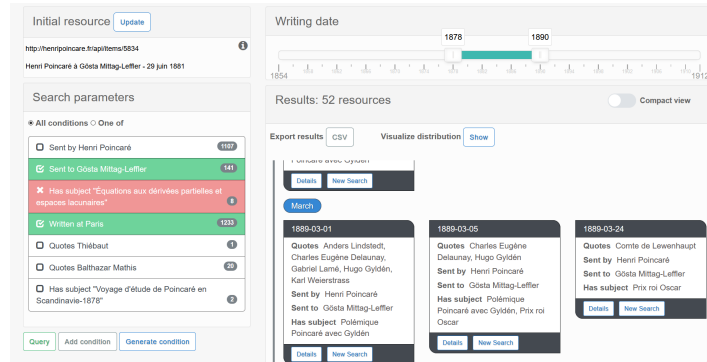 Initial resource Update
http://henripoincare.fr/api/items/5834
Henri Poincaré à Gösta Mittag-Leffler - 29 juin 1881
Search parameters
All conditions One of
Sent by Henri Poincaré 1107
Sent to Gösta Mittag-Leffler 141
Has subject "Équations aux dérivées partielles et
espaces lacunaires" 8
Written at Paris 1233
Quotes Thiébaut 1
Quotes Balthazar Mathis 20
Has subject "Voyage d'étude de Poincaré en
Scandinavie-1878" 2
Query Add condition Generate condition
Writing date
1878 1890
1854 1912
Results: 52 resources Compact view
Export results CSV Visualize distribution Show
Poincaré avec Gyldén
Details New Search
March
1889-03-01
Quotes Anders Lindstedt,
Charles Eugène Delaunay,
Gabriel Lamé, Hugo Gyldén,
Karl Weierstrass
Sent by Henri Poincaré
Sent to Gösta Mittag-Leffler
Has subject Polémique
Poincaré avec Gyldén
Details New Search
1889-03-05
Quotes Charles Eugène
Delaunay, Hugo Gyldén
Sent by Henri Poincaré
Sent to Gösta Mittag-Leffler
Has subject Polémique
Poincaré avec Gyldén, Prix roi
Oscar
Details New Search
1889-03-24
Quotes Comte de Lewenhaupt
Sent by Henri Poincaré
Sent to Gösta Mittag-Leffler
Has subject Prix roi Oscar
Details New Search